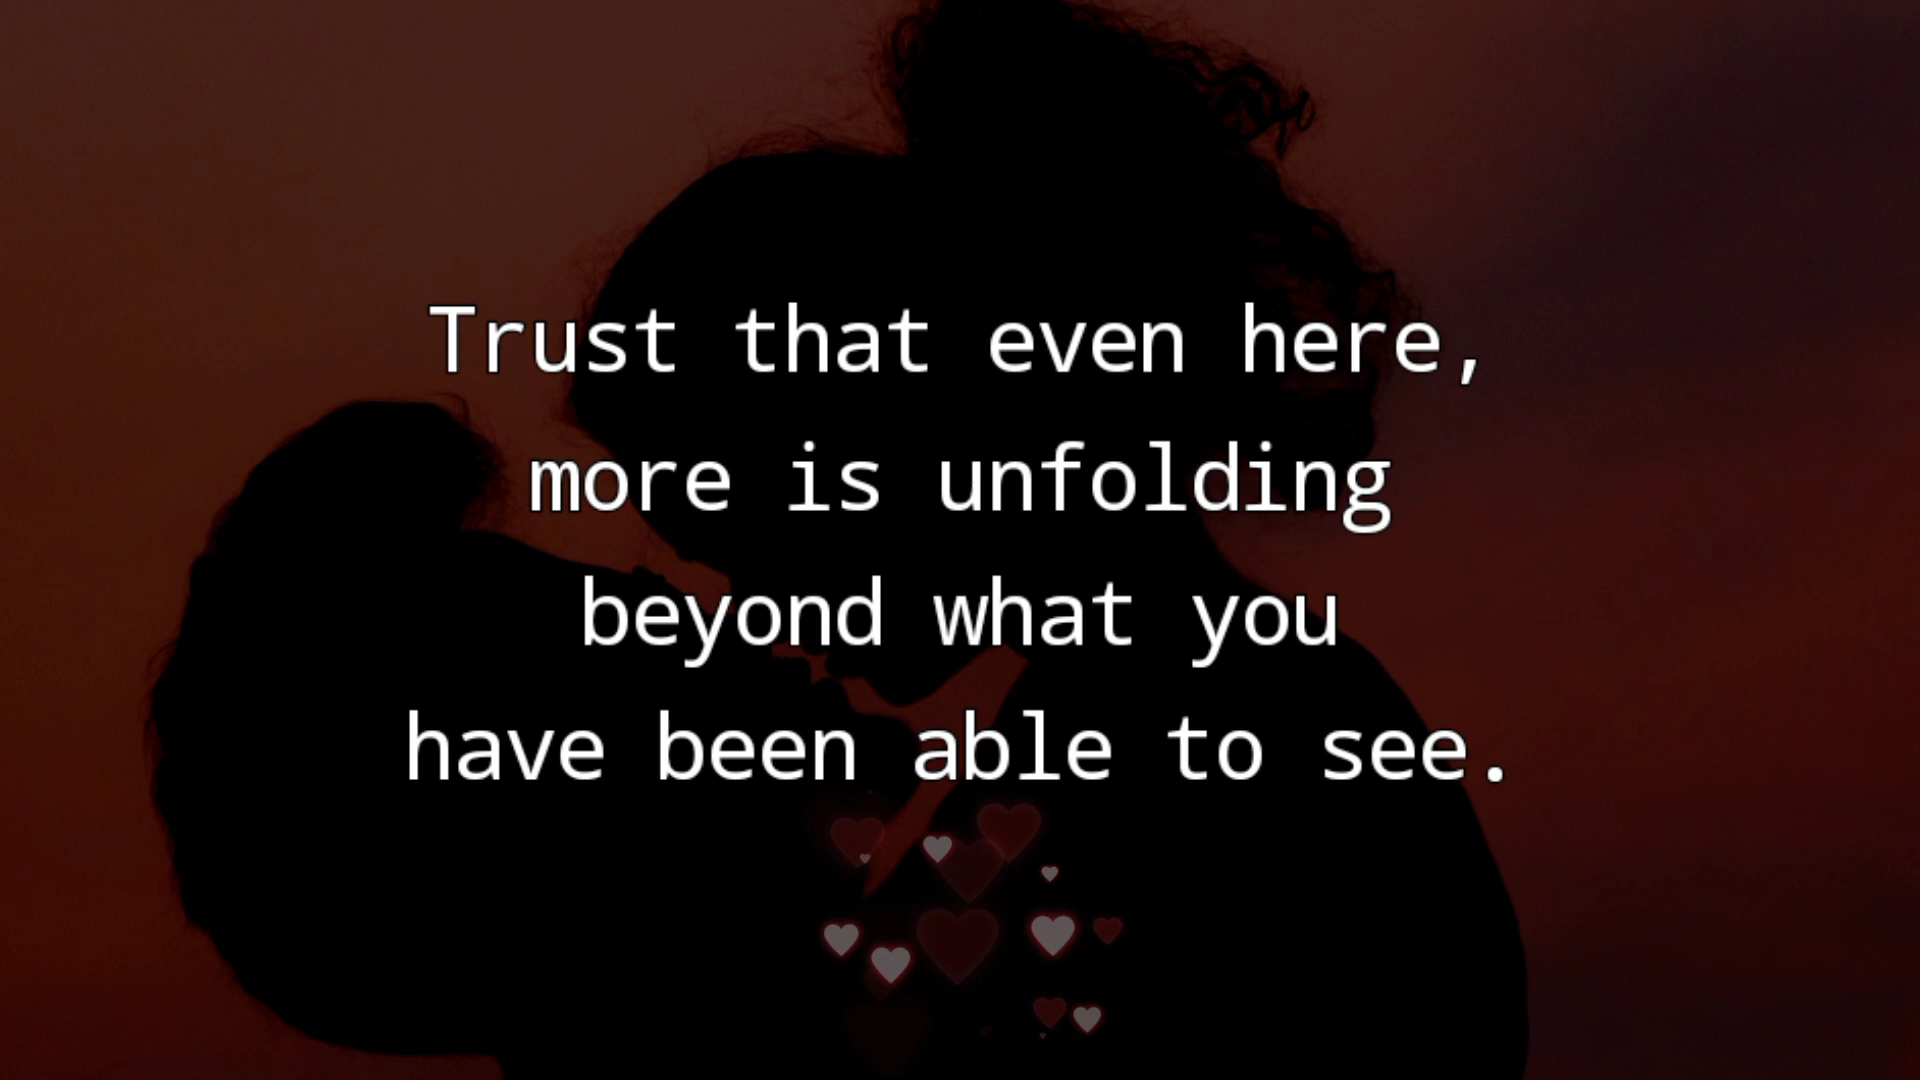 Trust that even here,
more is unfolding
beyond what you
have been able to see.